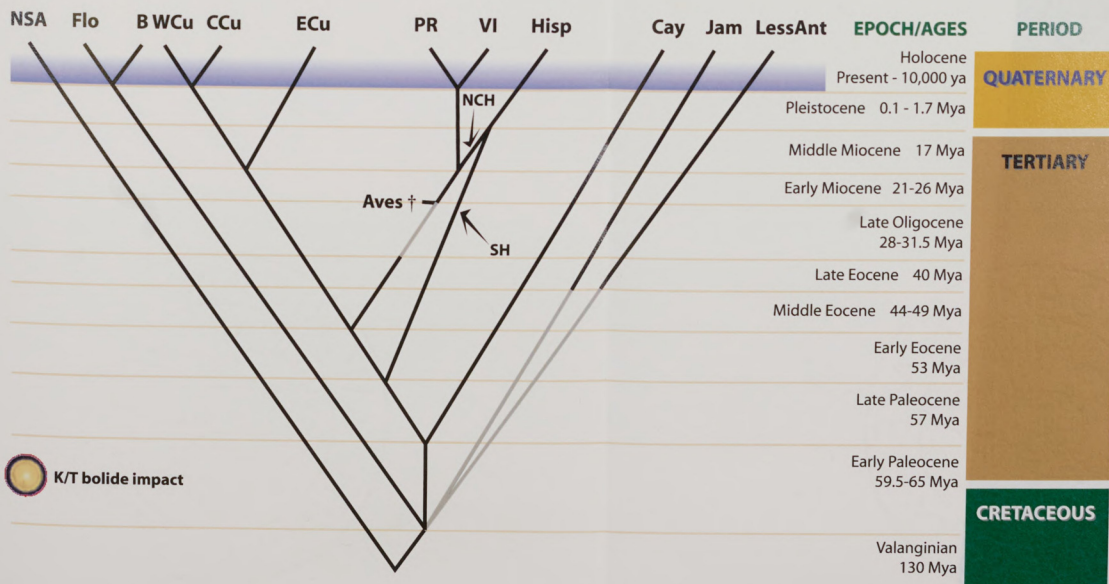 NSA Flo B WCu CCu ECu PR VI Hisp Cay Jam LessAnt EPOCH/AGES PERIOD
Holocene
Present - 10,000 ya
QUATERNARY
NCH
Pleistocene 0.1 - 1.7 Mya
Middle Miocene 17 Mya
TERTIARY
Early Miocene 21-26 Mya
Aves †
Late Oligocene
28-31.5 Mya
SH
Late Eocene 40 Mya
Middle Eocene 44-49 Mya
Early Eocene
53 Mya
Late Paleocene
57 Mya
K/T bolide impact
Early Paleocene
59.5-65 Mya
CRETACEOUS
Valanginian
130 Mya